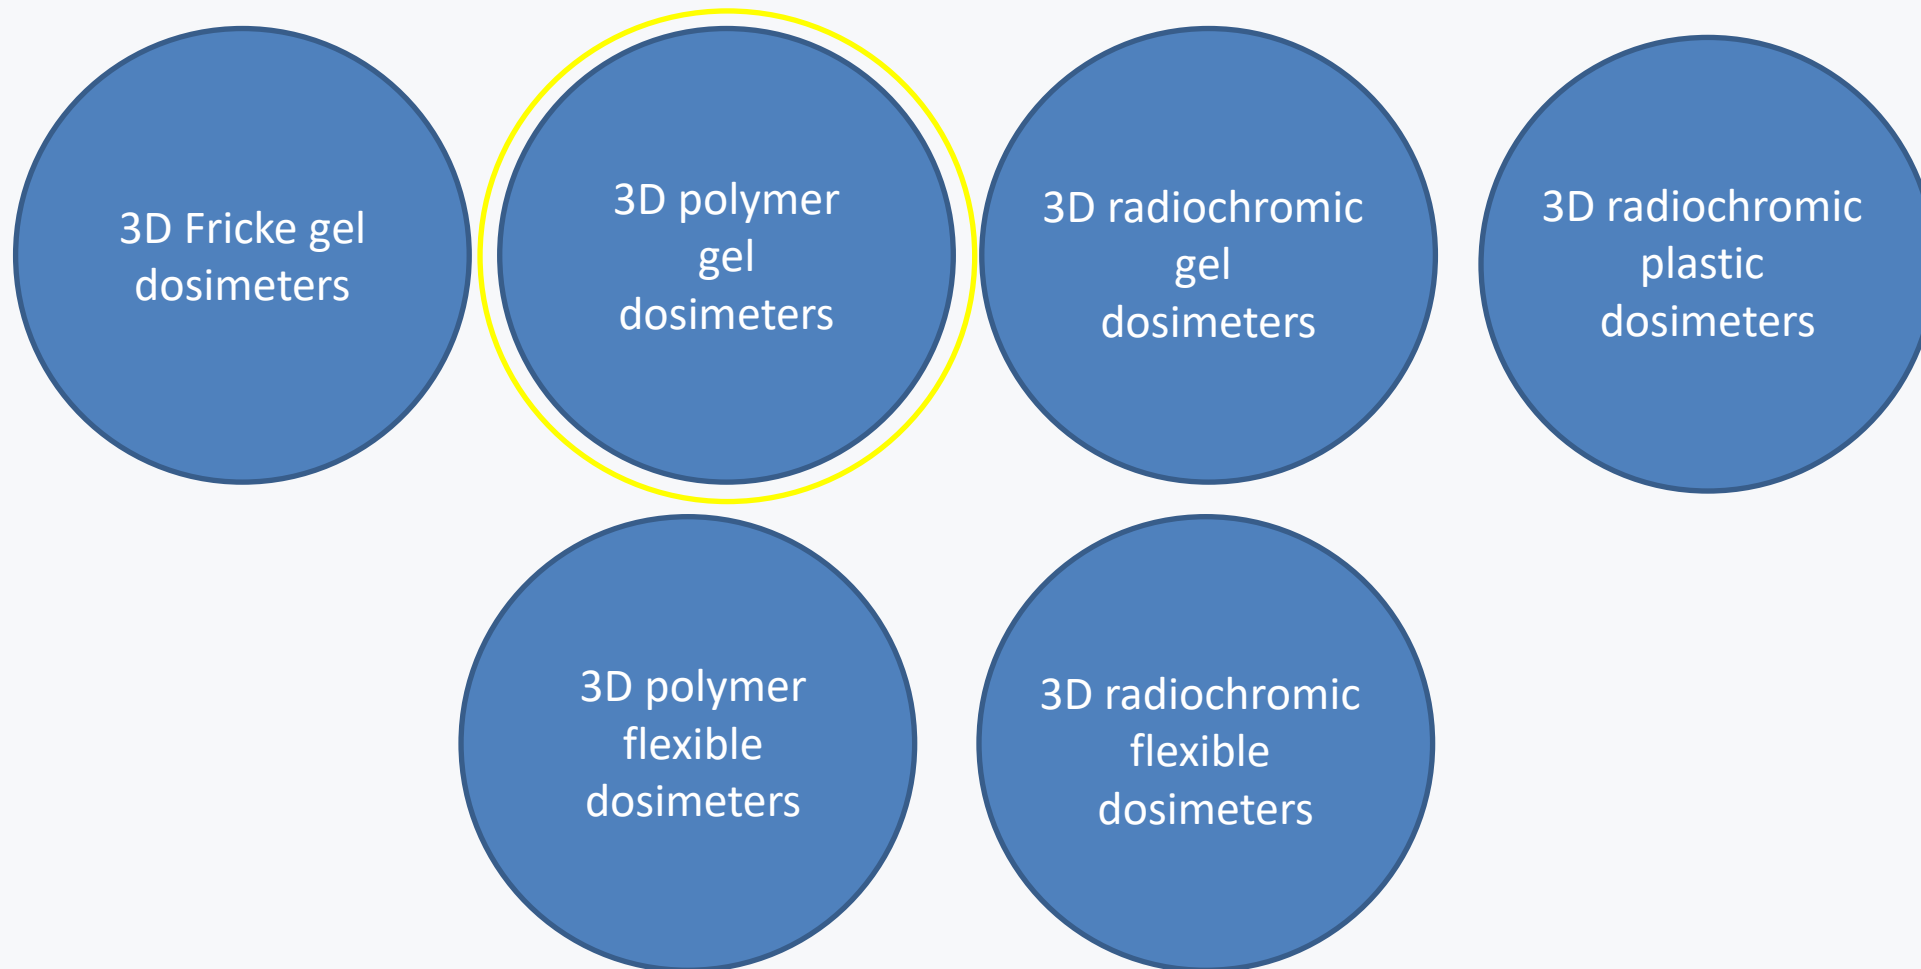 3D Fricke gel
dosimeters
3D polymer
gel
dosimeters
3D radiochromic
gel
dosimeters
3D radiochromic
plastic
dosimeters
3D polymer
flexible
dosimeters
3D radiochromic
flexible
dosimeters